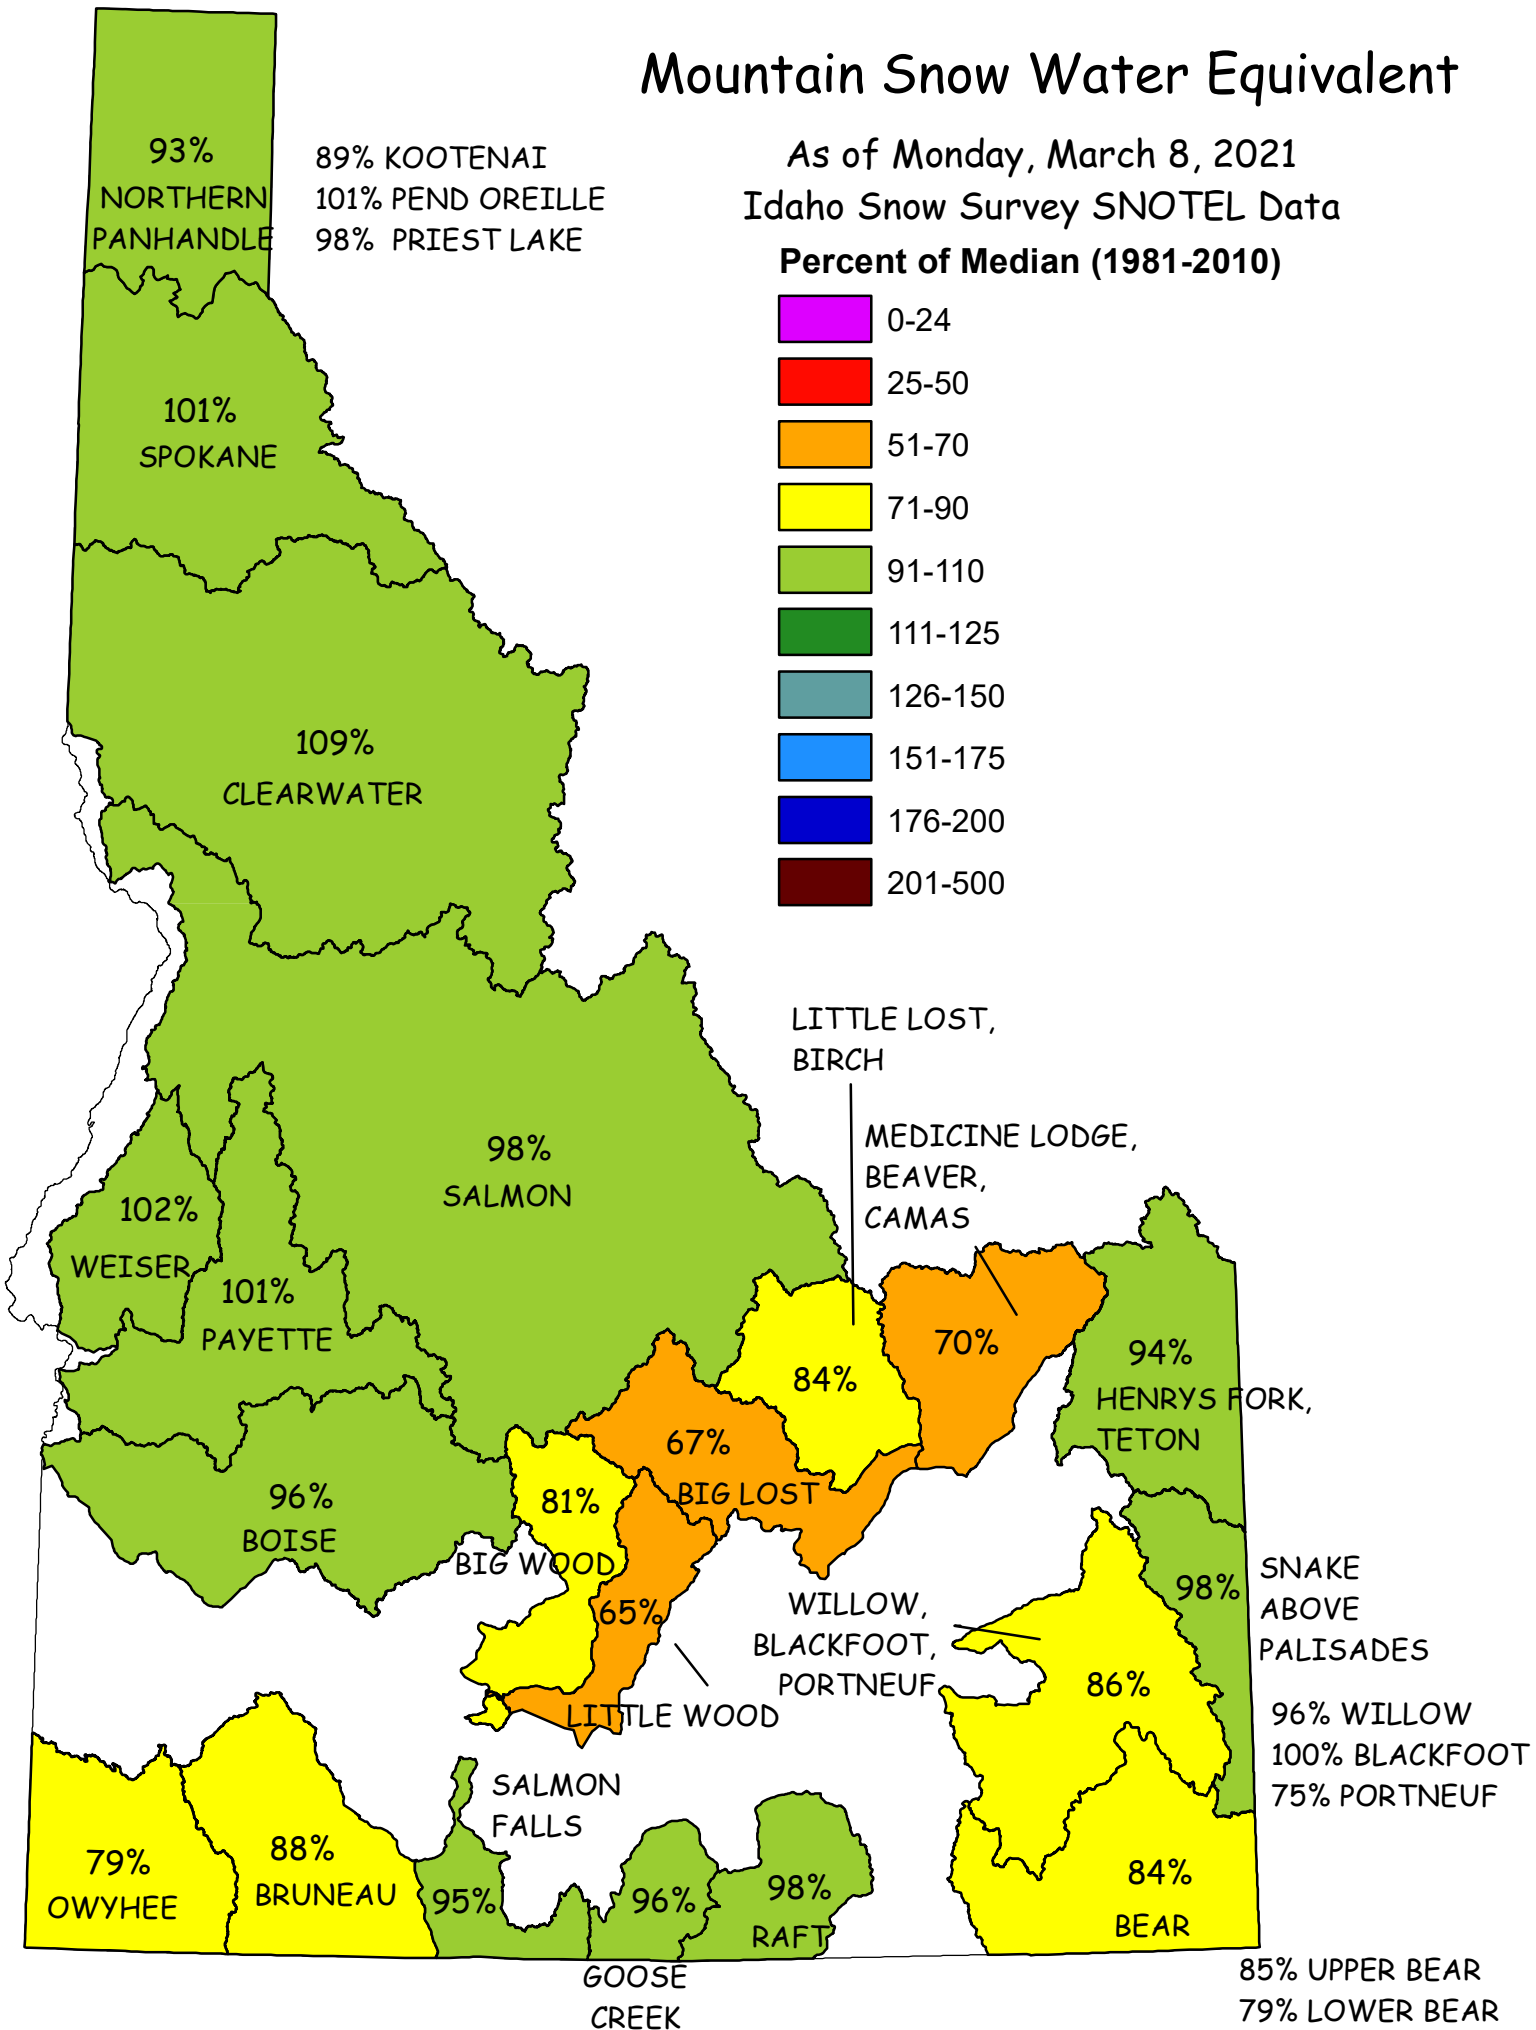 Mountain Snow Water Equivalent
As of Monday, March 8, 2021
Idaho Snow Survey SNOTEL Data
Percent of Median (1981-2010)
0-24
25-50
51-70
71-90
91-110
111-125
126-150
151-175
176-200
201-500
93%
NORTHERN
PANHANDLE
89% KOOTENAI
101% PEND OREILLE
98% PRIEST LAKE
101%
SPOKANE
109%
CLEARWATER
98%
SALMON
102%
WEISER
101%
PAYETTE
96%
BOISE
LITTLE LOST,
BIRCH
84%
MEDICINE LODGE,
BEAVER,
CAMAS
70%
94%
HENRYS FORK,
TETON
67%
BIG LOST
81%
BIG WOOD
65%
LITTLE WOOD
WILLOW,
BLACKFOOT,
PORTNEUF
86%
98%
SNAKE
ABOVE
PALISADES
96% WILLOW
100% BLACKFOOT
75% PORTNEUF
79%
OWYHEE
88%
BRUNEAU
SALMON
FALLS
95%
96%
GOOSE
CREEK
98%
RAFT
84%
BEAR
85% UPPER BEAR
79% LOWER BEAR